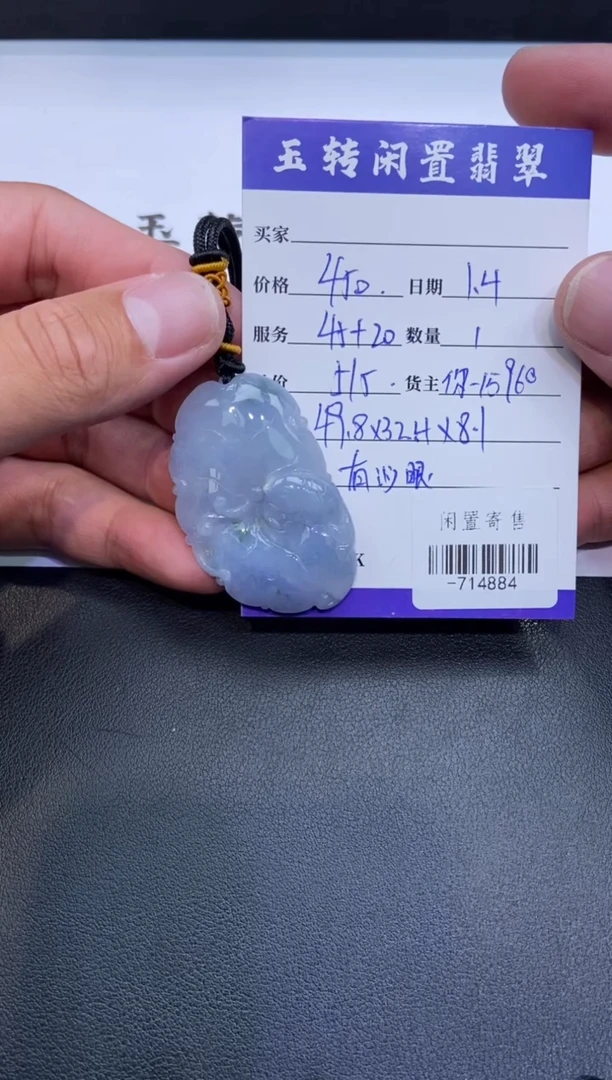 玉转闲置翡翠
买家
价格 450. 日期 1.4
服务 45+20 数量 1
价 515. 货主 -15960
49.8x32.4x8.1
有沙眼.
闲置寄售
-714884